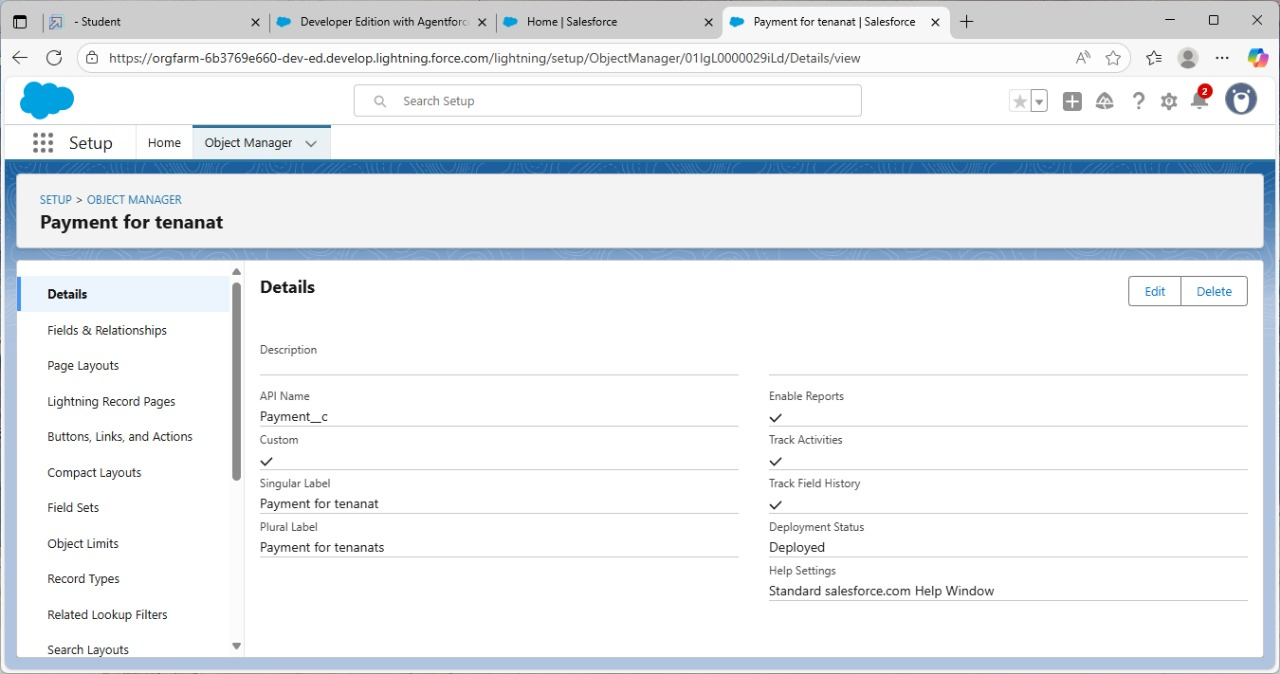 - Student
Developer Edition with Agentforc
Home | Salesforce
Payment for tenanat | Salesforce
https://orgfarm-6b3769e660-dev-ed.develop.lightning.force.com/lightning/setup/ObjectManager/01IgL0000029iLd/Details/view
Search Setup
2
Setup
Home
Object Manager
SETUP > OBJECT MANAGER
Payment for tenanat
Details
Fields & Relationships
Page Layouts
Lightning Record Pages
Buttons, Links, and Actions
Compact Layouts
Field Sets
Object Limits
Record Types
Related Lookup Filters
Search Layouts
Details
Edit
Delete
Description
API Name
Payment__c
Custom
Singular Label
Payment for tenanat
Plural Label
Payment for tenanats
Enable Reports
Track Activities
Track Field History
Deployment Status
Deployed
Help Settings
Standard salesforce.com Help Window